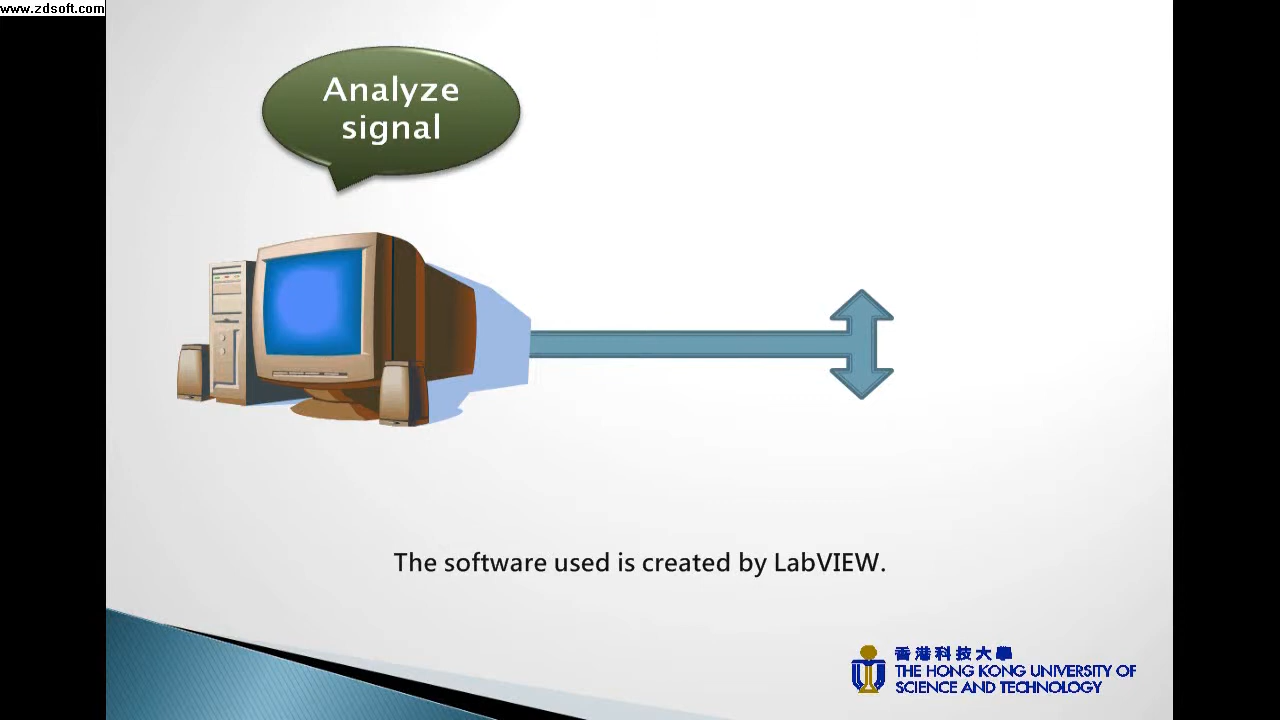 www.zdsoft.com
Analyze
signal
The software used is created by LabVIEW.
香港科技大學
THE HONG KONG UNIVERSITY OF
SCIENCE AND TECHNOLOGY